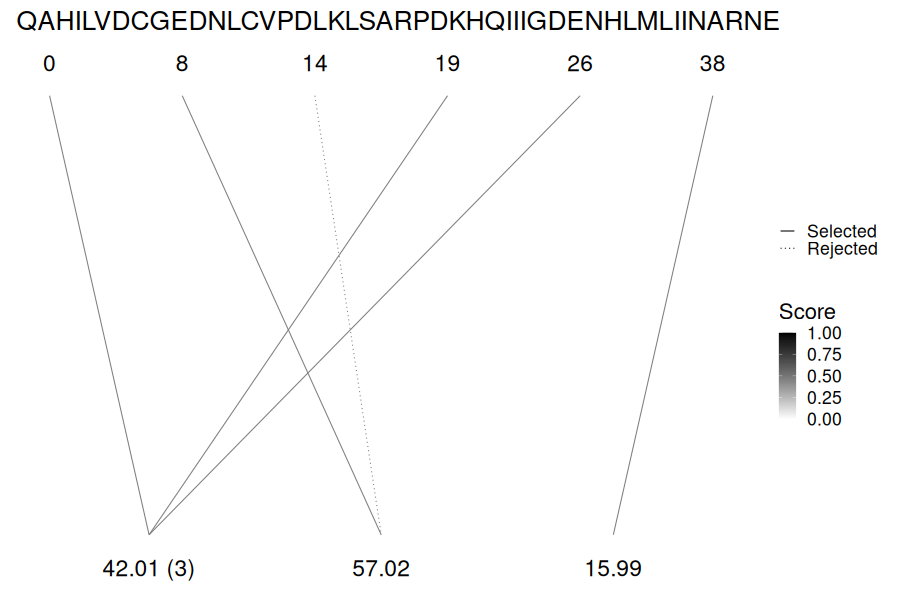 QAHILVDCGEDNLCVPDLKLSARPDKHQIIIGDENHLMLIINARNE
0 8 14 19 26 38
Selected
Rejected
Score
1.00
0.75
0.50
0.25
0.00
42.01 (3) 57.02 15.99